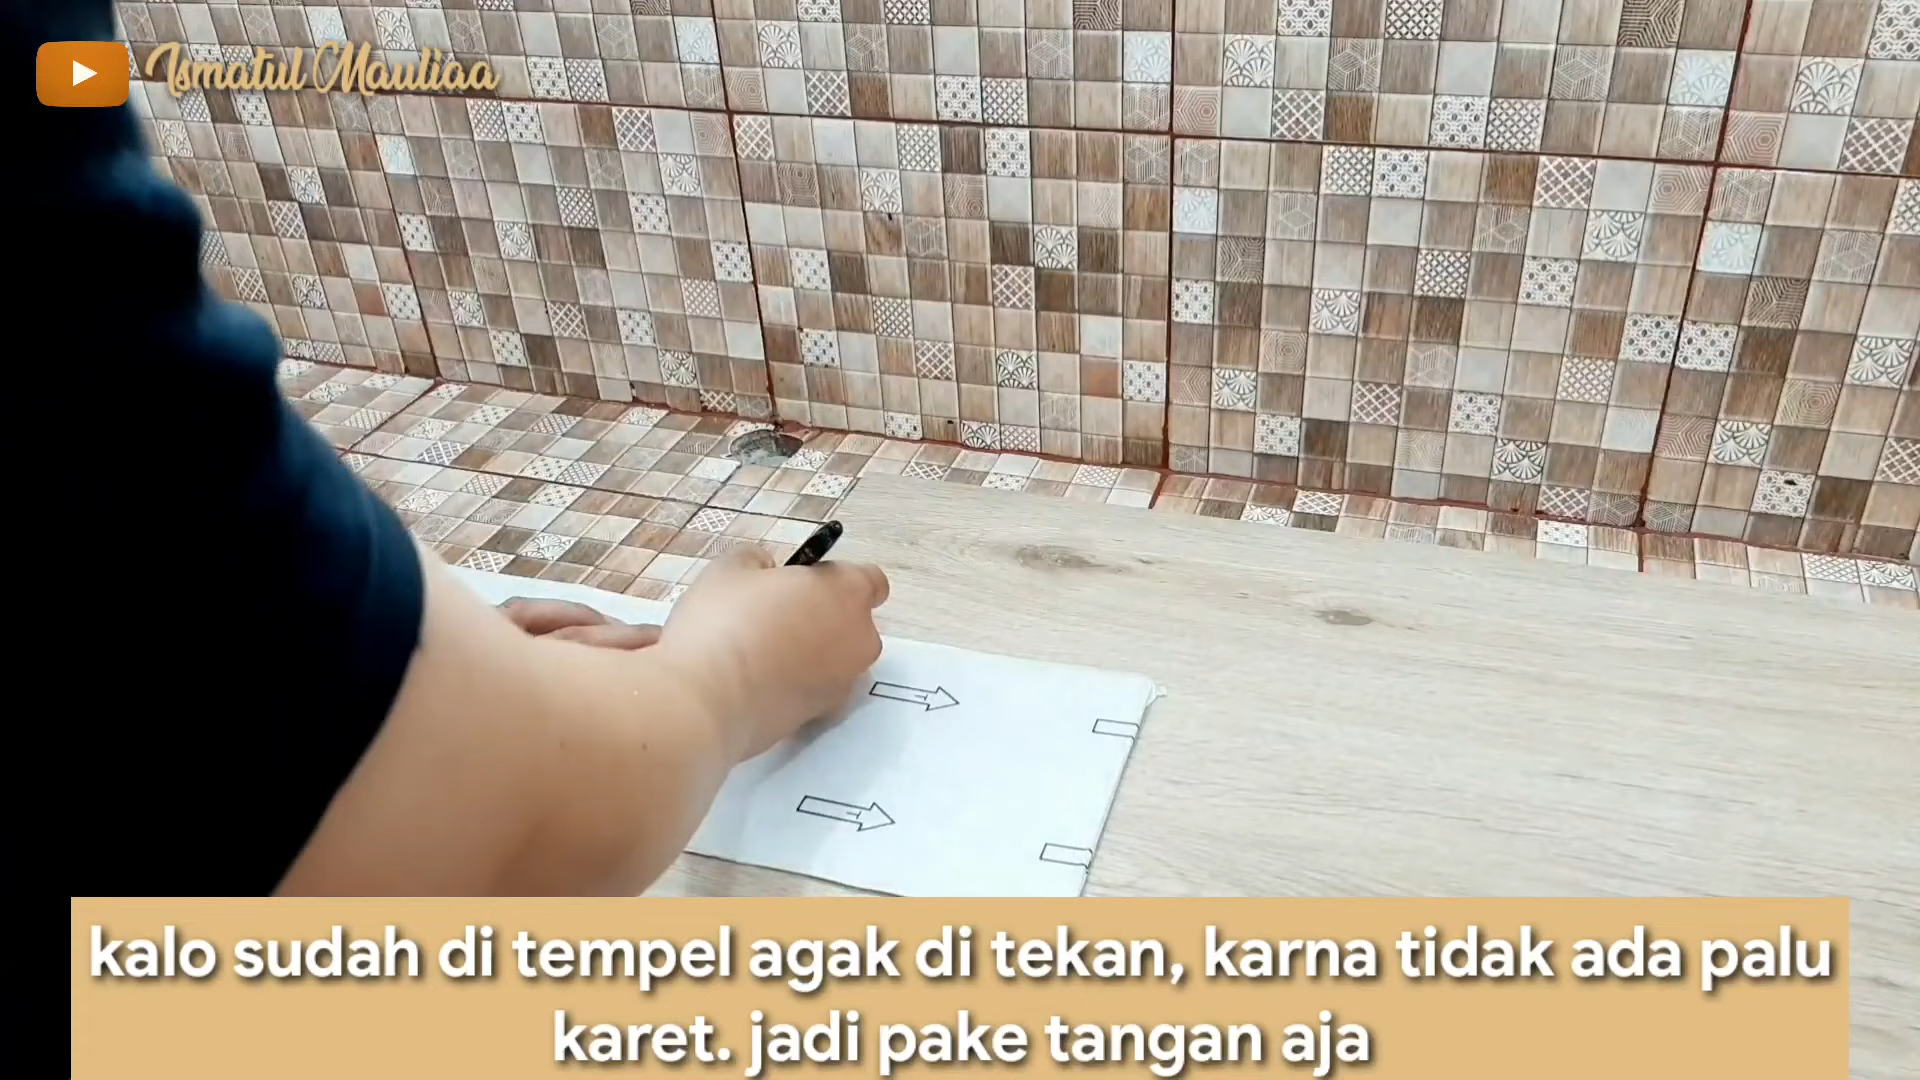 Ismatul Mauliaa
kalo sudah di tempel agak di tekan, karna tidak ada palu
karet. jadi pake tangan aja